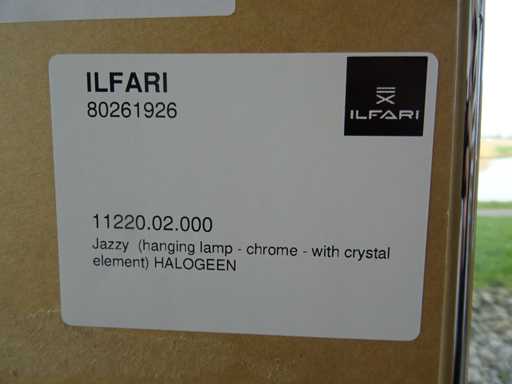 ILFARI
80261926
ILFARI
11220.02.000
Jazzy (hanging lamp - chrome - with crystal
element) HALOGEEN